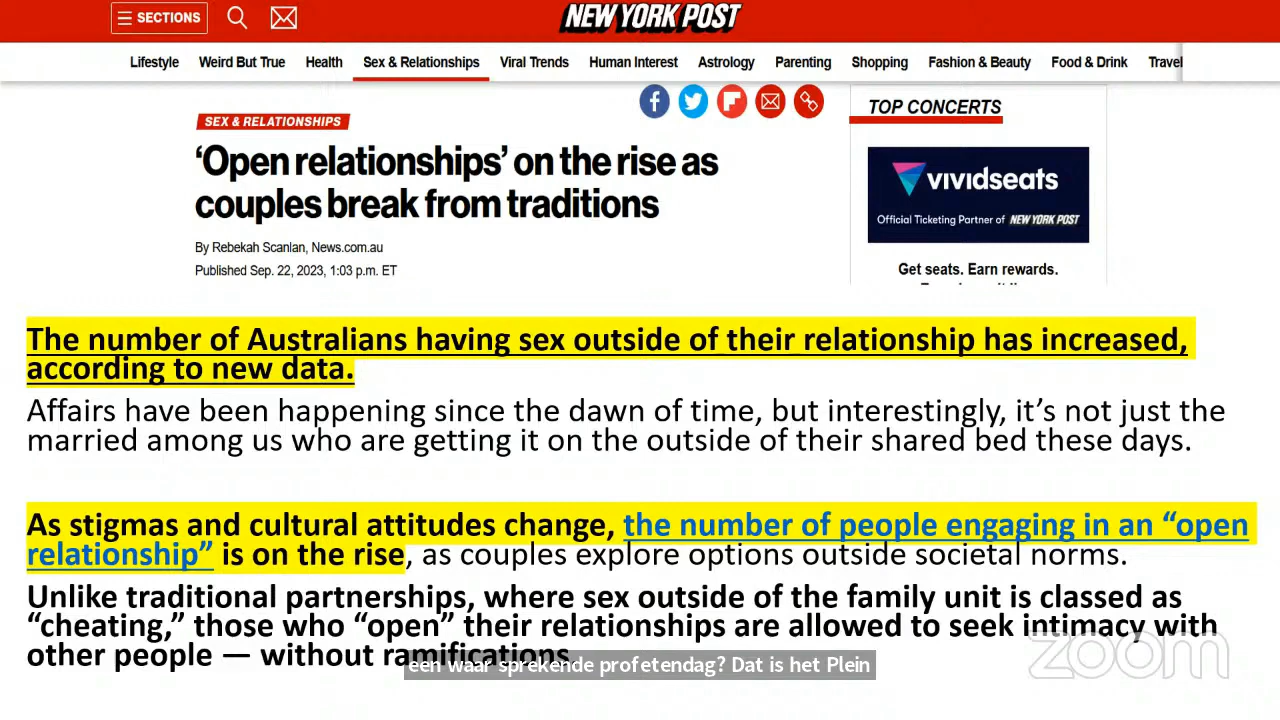 SECTIONS
NEW YORK POST
Lifestyle Weird But True Health Sex & Relationships Viral Trends Human Interest Astrology Parenting Shopping Fashion & Beauty Food & Drink Travel
SEX & RELATIONSHIPS
‘Open relationships’ on the rise as
couples break from traditions
By Rebekah Scanlan, News.com.au
Published Sep. 22, 2023, 1:03 p.m. ET
TOP CONCERTS
vividseats
Official Ticketing Partner of NEW YORK POST
Get seats. Earn rewards.
The number of Australians having sex outside of their relationship has increased,
according to new data.
Affairs have been happening since the dawn of time, but interestingly, it’s not just the
married among us who are getting it on the outside of their shared bed these days.
As stigmas and cultural attitudes change, the number of people engaging in an “open
relationship” is on the rise, as couples explore options outside societal norms.
Unlike traditional partnerships, where sex outside of the family unit is classed as
“cheating,” those who “open” their relationships are allowed to seek intimacy with
other people — without ramifications
een waar sprekende profetendag? Dat is het Plein
zoom